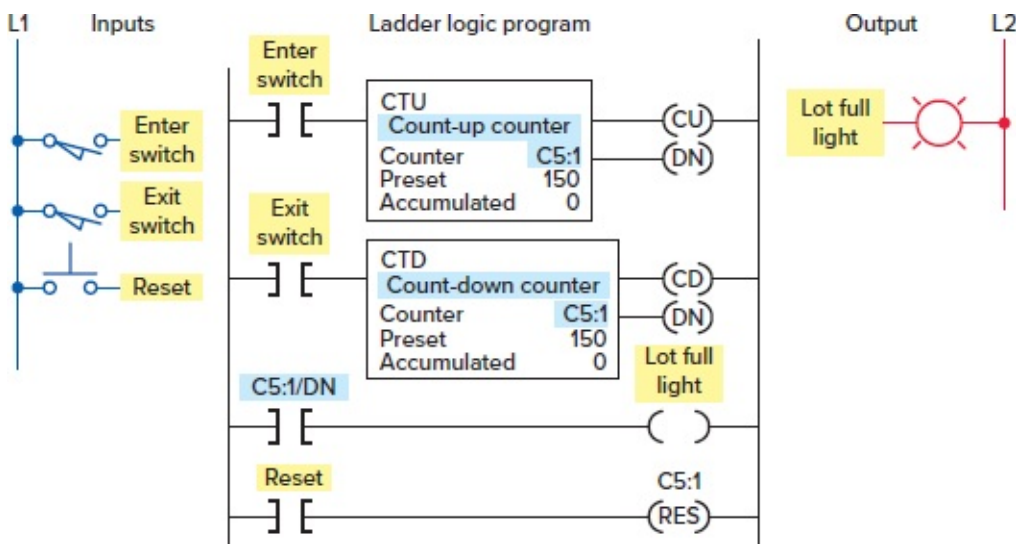 L1 Inputs Ladder logic program Output L2
Enter
switch
Enter
switch
Exit
switch
Reset
CTU
Count-up counter
Counter C5:1
Preset 150
Accumulated 0
CU
DN
Lot full
light
Exit
switch
CTD
Count-down counter
Counter C5:1
Preset 150
Accumulated 0
CD
DN
Lot full
light
C5:1/DN
Reset
C5:1
RES